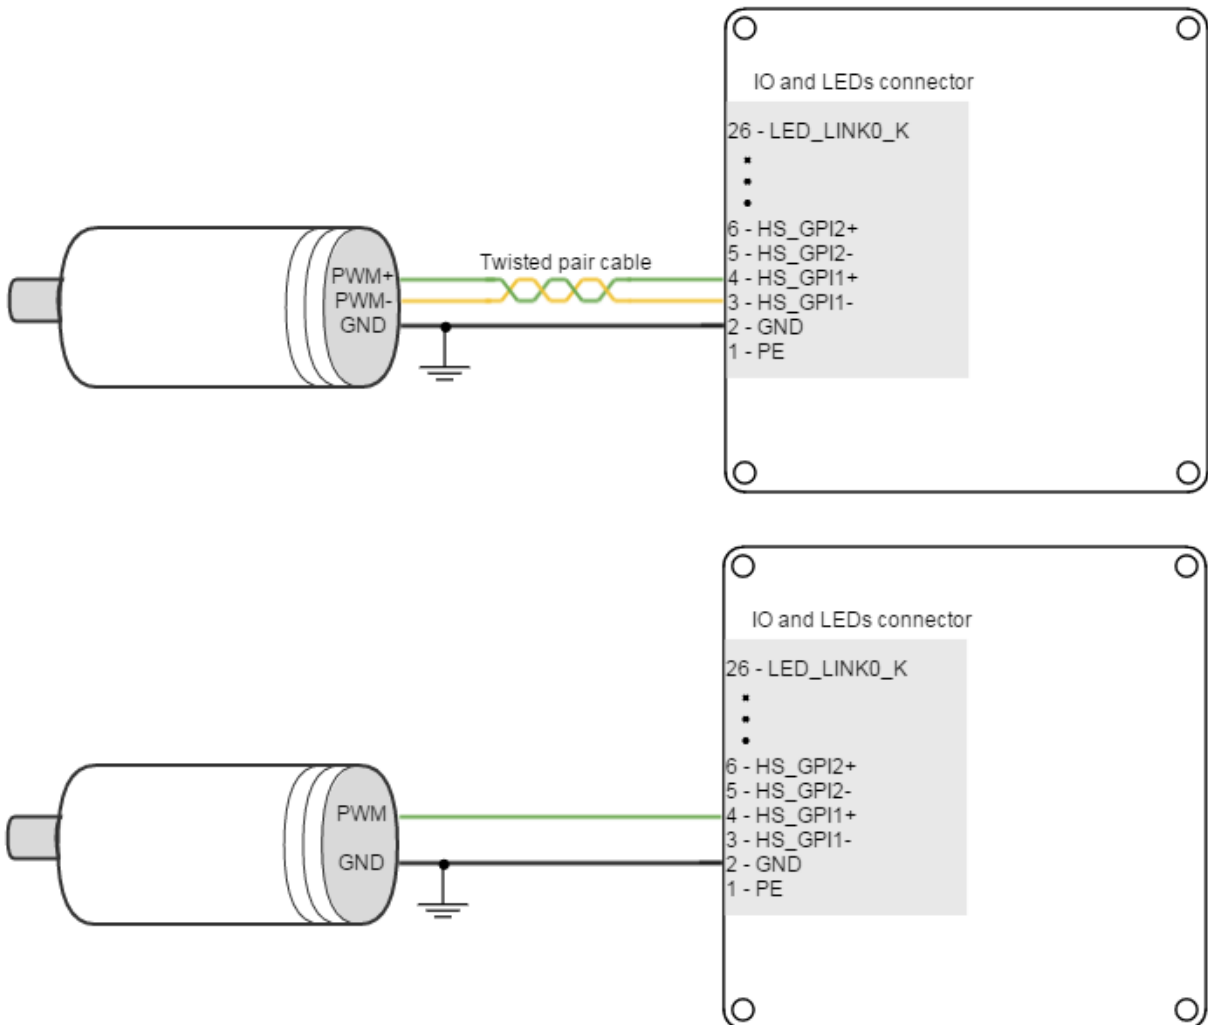 IO and LEDs connector
26 - LED_LINK0_K
6 - HS_GPI2+
5 - HS_GPI2-
4 - HS_GPI1+
3 - HS_GPI1-
2 - GND
1 - PE
Twisted pair cable
PWM+
PWM-
GND
IO and LEDs connector
26 - LED_LINK0_K
6 - HS_GPI2+
5 - HS_GPI2-
4 - HS_GPI1+
3 - HS_GPI1-
2 - GND
1 - PE
PWM
GND